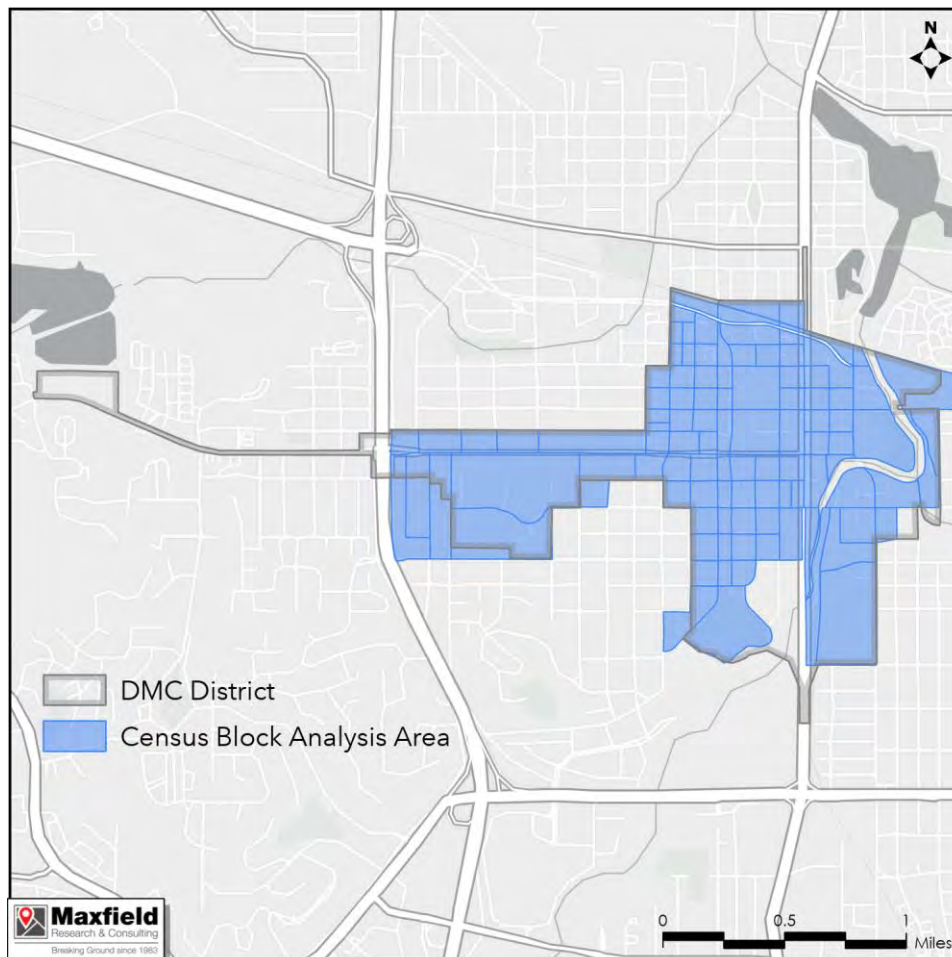 N
DMC District
Census Block Analysis Area
Maxfield
Research & Consulting
Breaking Ground since 1983
0 0.5 1
Miles